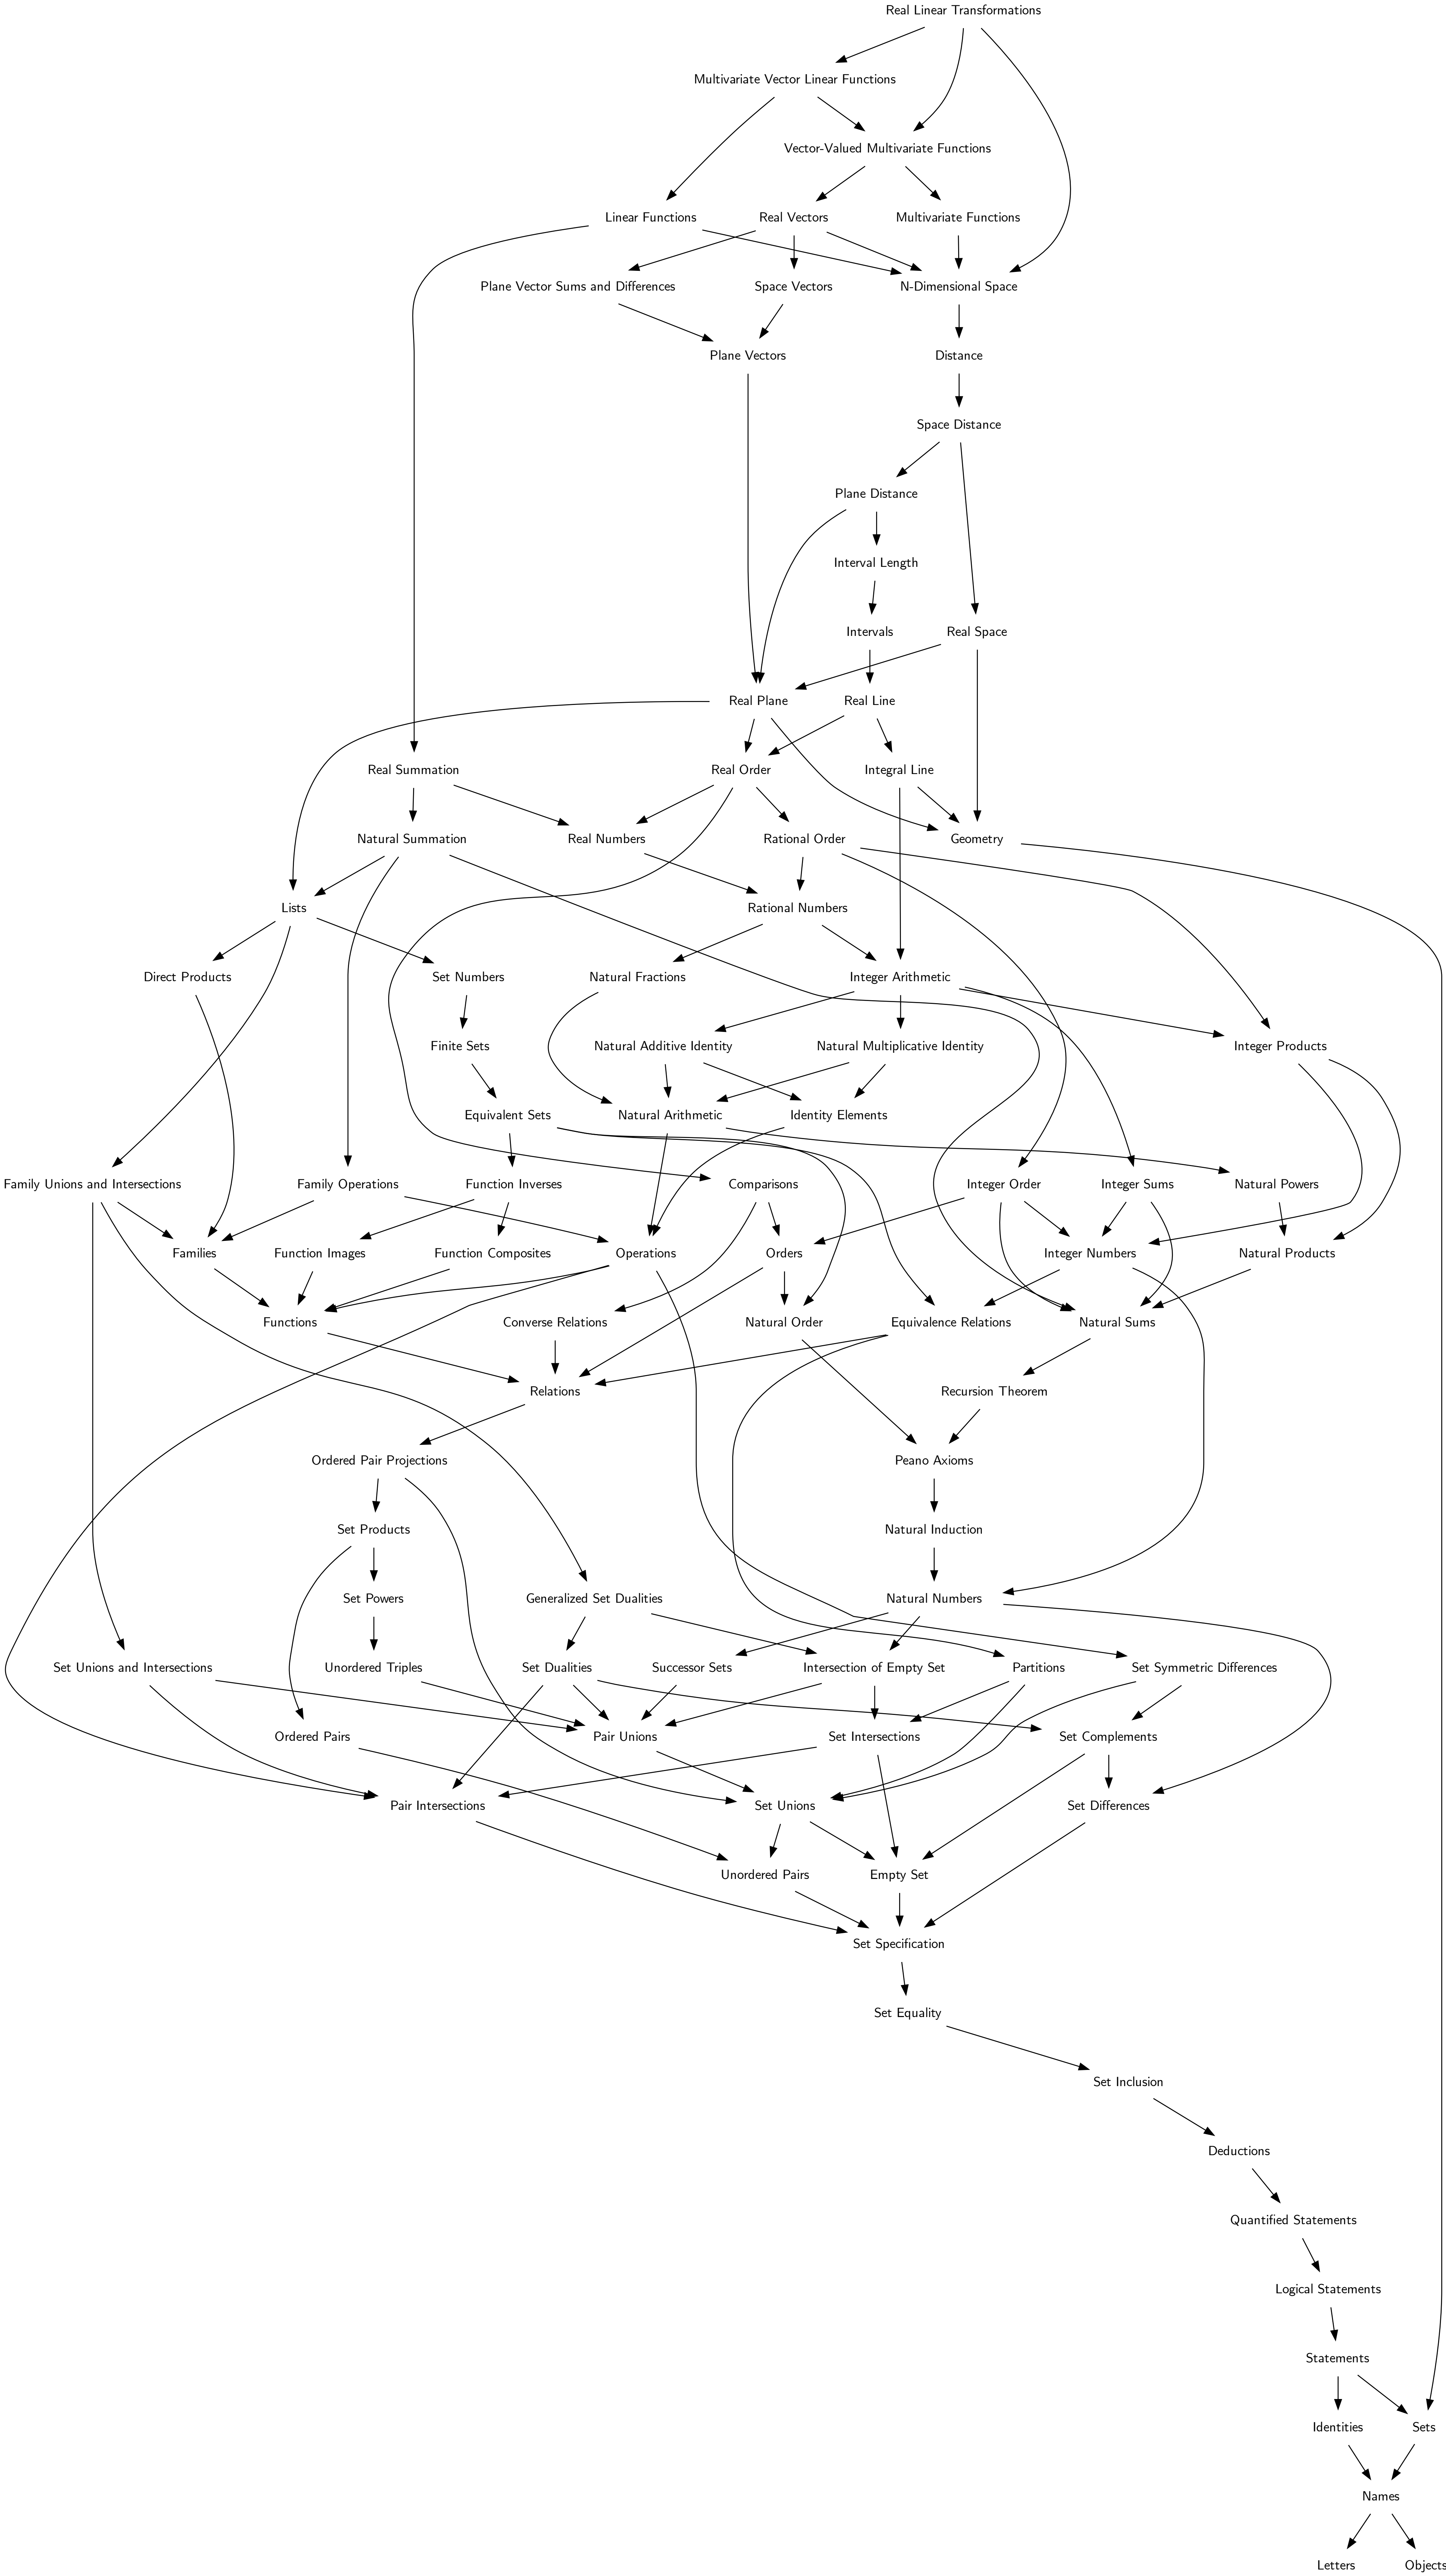 Real Linear Transformations
Multivariate Vector Linear Functions
Vector-Valued Multivariate Functions
Linear Functions
Real Vectors
Multivariate Functions
Plane Vector Sums and Differences
Space Vectors
N-Dimensional Space
Plane Vectors
Distance
Space Distance
Plane Distance
Interval Length
Intervals
Real Space
Real Plane
Real Line
Real Summation
Real Order
Integral Line
Natural Summation
Real Numbers
Rational Order
Geometry
Lists
Rational Numbers
Direct Products
Set Numbers
Natural Fractions
Integer Arithmetic
Finite Sets
Natural Additive Identity
Natural Multiplicative Identity
Integer Products
Equivalent Sets
Natural Arithmetic
Identity Elements
Family Unions and Intersections
Family Operations
Function Inverses
Comparisons
Integer Order
Integer Sums
Natural Powers
Families
Function Images
Function Composites
Operations
Orders
Integer Numbers
Natural Products
Functions
Converse Relations
Natural Order
Equivalence Relations
Natural Sums
Relations
Recursion Theorem
Ordered Pair Projections
Peano Axioms
Set Products
Natural Induction
Set Powers
Generalized Set Dualities
Natural Numbers
Set Unions and Intersections
Unordered Triples
Set Dualities
Successor Sets
Intersection of Empty Set
Partitions
Set Symmetric Differences
Ordered Pairs
Pair Unions
Set Intersections
Set Complements
Pair Intersections
Set Unions
Set Differences
Unordered Pairs
Empty Set
Set Specification
Set Equality
Set Inclusion
Deductions
Quantified Statements
Logical Statements
Statements
Identities
Sets
Names
Letters
Objects